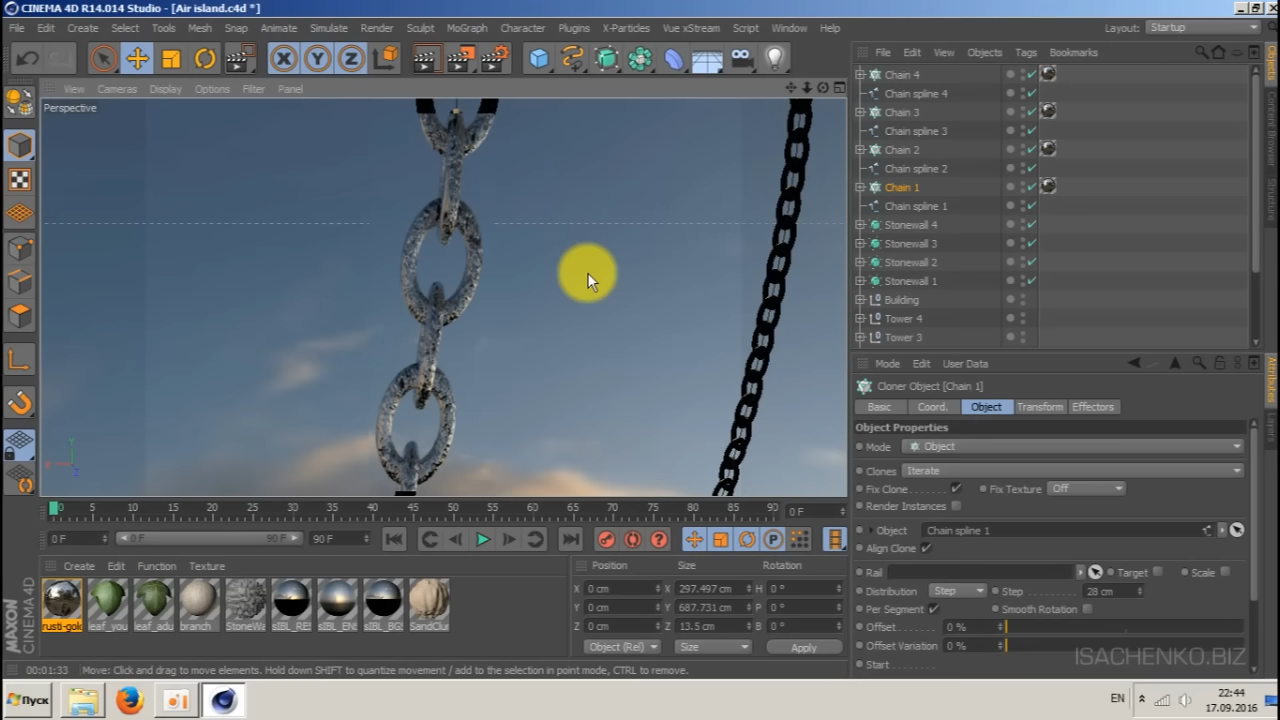 CINEMA 4D R14.014 Studio - [Air island.c4d *]
File Edit Create Select Tools Mesh Snap Animate Simulate Render Sculpt MoGraph Character Plugins X-Particles Vue xStream Script Window Help Layout: Startup
File Edit View Objects Tags Bookmarks
X Y Z
View Cameras Display Options Filter Panel
Perspective
Chain 4
Chain spline 4
Chain 3
Chain spline 3
Chain 2
Chain spline 2
Chain 1
Chain spline 1
Stonewall 4
Stonewall 3
Stonewall 2
Stonewall 1
Building
Tower 4
Tower 3
Objects
Content Browser
Structure
Mode Edit User Data
Attributes
Layers
Cloner Object [Chain 1]
Basic Coord. Object Transform Effectors
Object Properties
Mode Object
Clones Iterate
Fix Clone Fix Texture Off
Render Instances
Object Chain spline 1
Align Clone
Rail Target Scale
Distribution Step Step 28 cm
Per Segment Smooth Rotation
Offset 0 %
Offset Variation 0 %
Start
ISACHENKO.BIZ
Y
Z
0 5 10 15 20 25 30 35 40 45 50 55 60 65 70 75 80 85 90 0 F
0 F 0 F 90 F 90 F
Create Edit Function Texture
rusti-gold leaf_you leaf_adu branch StoneWa sIBL_RE sIBL_EN sIBL_BG SandClu
Position Size Rotation
X 0 cm X 297.497 cm H 0 °
Y 0 cm Y 687.731 cm P 0 °
Z 0 cm Z 13.5 cm B 0 °
Object (Rel) Size Apply
MAXON
CINEMA 4D
00:01:33 Move: Click and drag to move elements. Hold down SHIFT to quantize movement / add to the selection in point mode, CTRL to remove.
Пуск
EN
22:44
17.09.2016